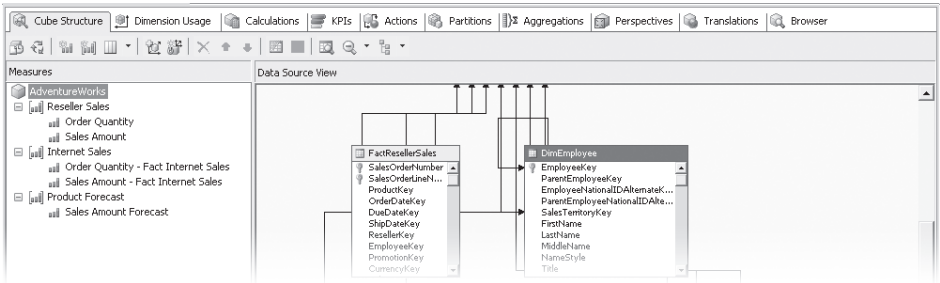 Cube Structure Dimension Usage Calculations KPIs Actions Partitions Aggregations Perspectives Translations Browser
Measures
AdventureWorks
Reseller Sales
Order Quantity
Sales Amount
Internet Sales
Order Quantity - Fact Internet Sales
Sales Amount - Fact Internet Sales
Product Forecast
Sales Amount Forecast
Data Source View
FactResellerSales
SalesOrderNumber
SalesOrderLineN...
ProductKey
OrderDateKey
DueDateKey
ShipDateKey
ResellerKey
EmployeeKey
PromotionKey
CurrencyKey
DimEmployee
EmployeeKey
ParentEmployeeKey
EmployeeNationalIDAlternateK...
ParentEmployeeNationalIDAlte...
SalesTerritoryKey
FirstName
LastName
MiddleName
NameStyle
Title